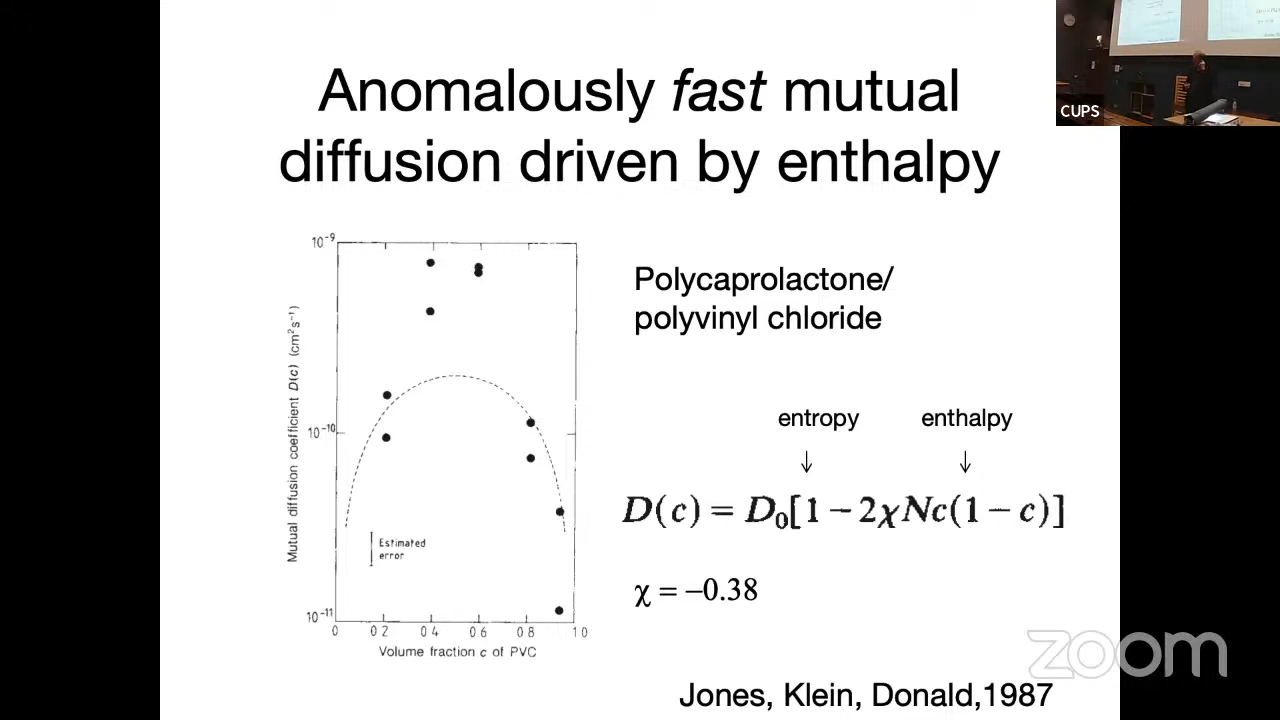 Anomalously fast mutual
diffusion driven by enthalpy
CUPS
10⁻⁹
10⁻¹⁰
10⁻¹¹
Mutual diffusion coefficient D(c) (cm²s⁻¹)
Estimated
error
0 0 2 0 4 0 6 0 8 1 0
Volume fraction c of PVC
Polycaprolactone/
polyvinyl chloride
entropy enthalpy
↓ ↓
D(c) = D₀[1 − 2χNc(1 − c)]
χ = −0.38
zoom
Jones, Klein, Donald,1987